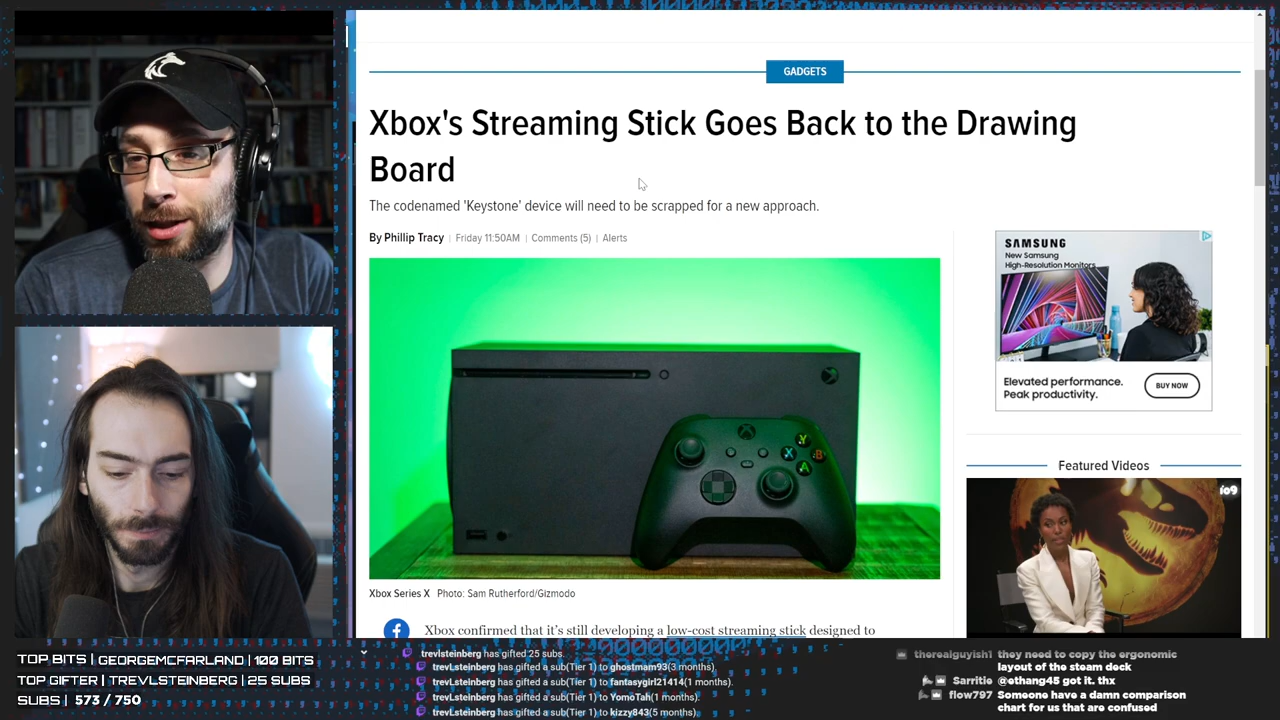 GADGETS
Xbox's Streaming Stick Goes Back to the Drawing
Board
The codenamed 'Keystone' device will need to be scrapped for a new approach.
By Phillip Tracy | Friday 11:50AM | Comments (5) | Alerts
SAMSUNG
New Samsung
High-Resolution Monitors
Elevated performance.
Peak productivity.
BUY NOW
Featured Videos
io9
Y
X
B
A
Xbox Series X Photo: Sam Rutherford/Gizmodo
Xbox confirmed that it's still developing a low-cost streaming stick designed to
TOP BITS | GEORGEMCFARLAND | 100 BITS
TOP GIFTER | TREVLSTEINBERG | 25 SUBS
SUBS | 573 / 750
trevlsteinberg has gifted 25 subs.
trevLsteinberg has gifted a sub(Tier 1) to ghostmam93(3 months).
trevLsteinberg has gifted a sub(Tier 1) to fantasygirl21414(1 months).
trevLsteinberg has gifted a sub(Tier 1) to YomoTah(1 months).
trevLsteinberg has gifted a sub(Tier 1) to kizzy843(5 months).
therealguyish1 they need to copy the ergonomic
layout of the steam deck
Sarritle @ethang45 got it. thx
flow797 Someone have a damn comparison
chart for us that are confused